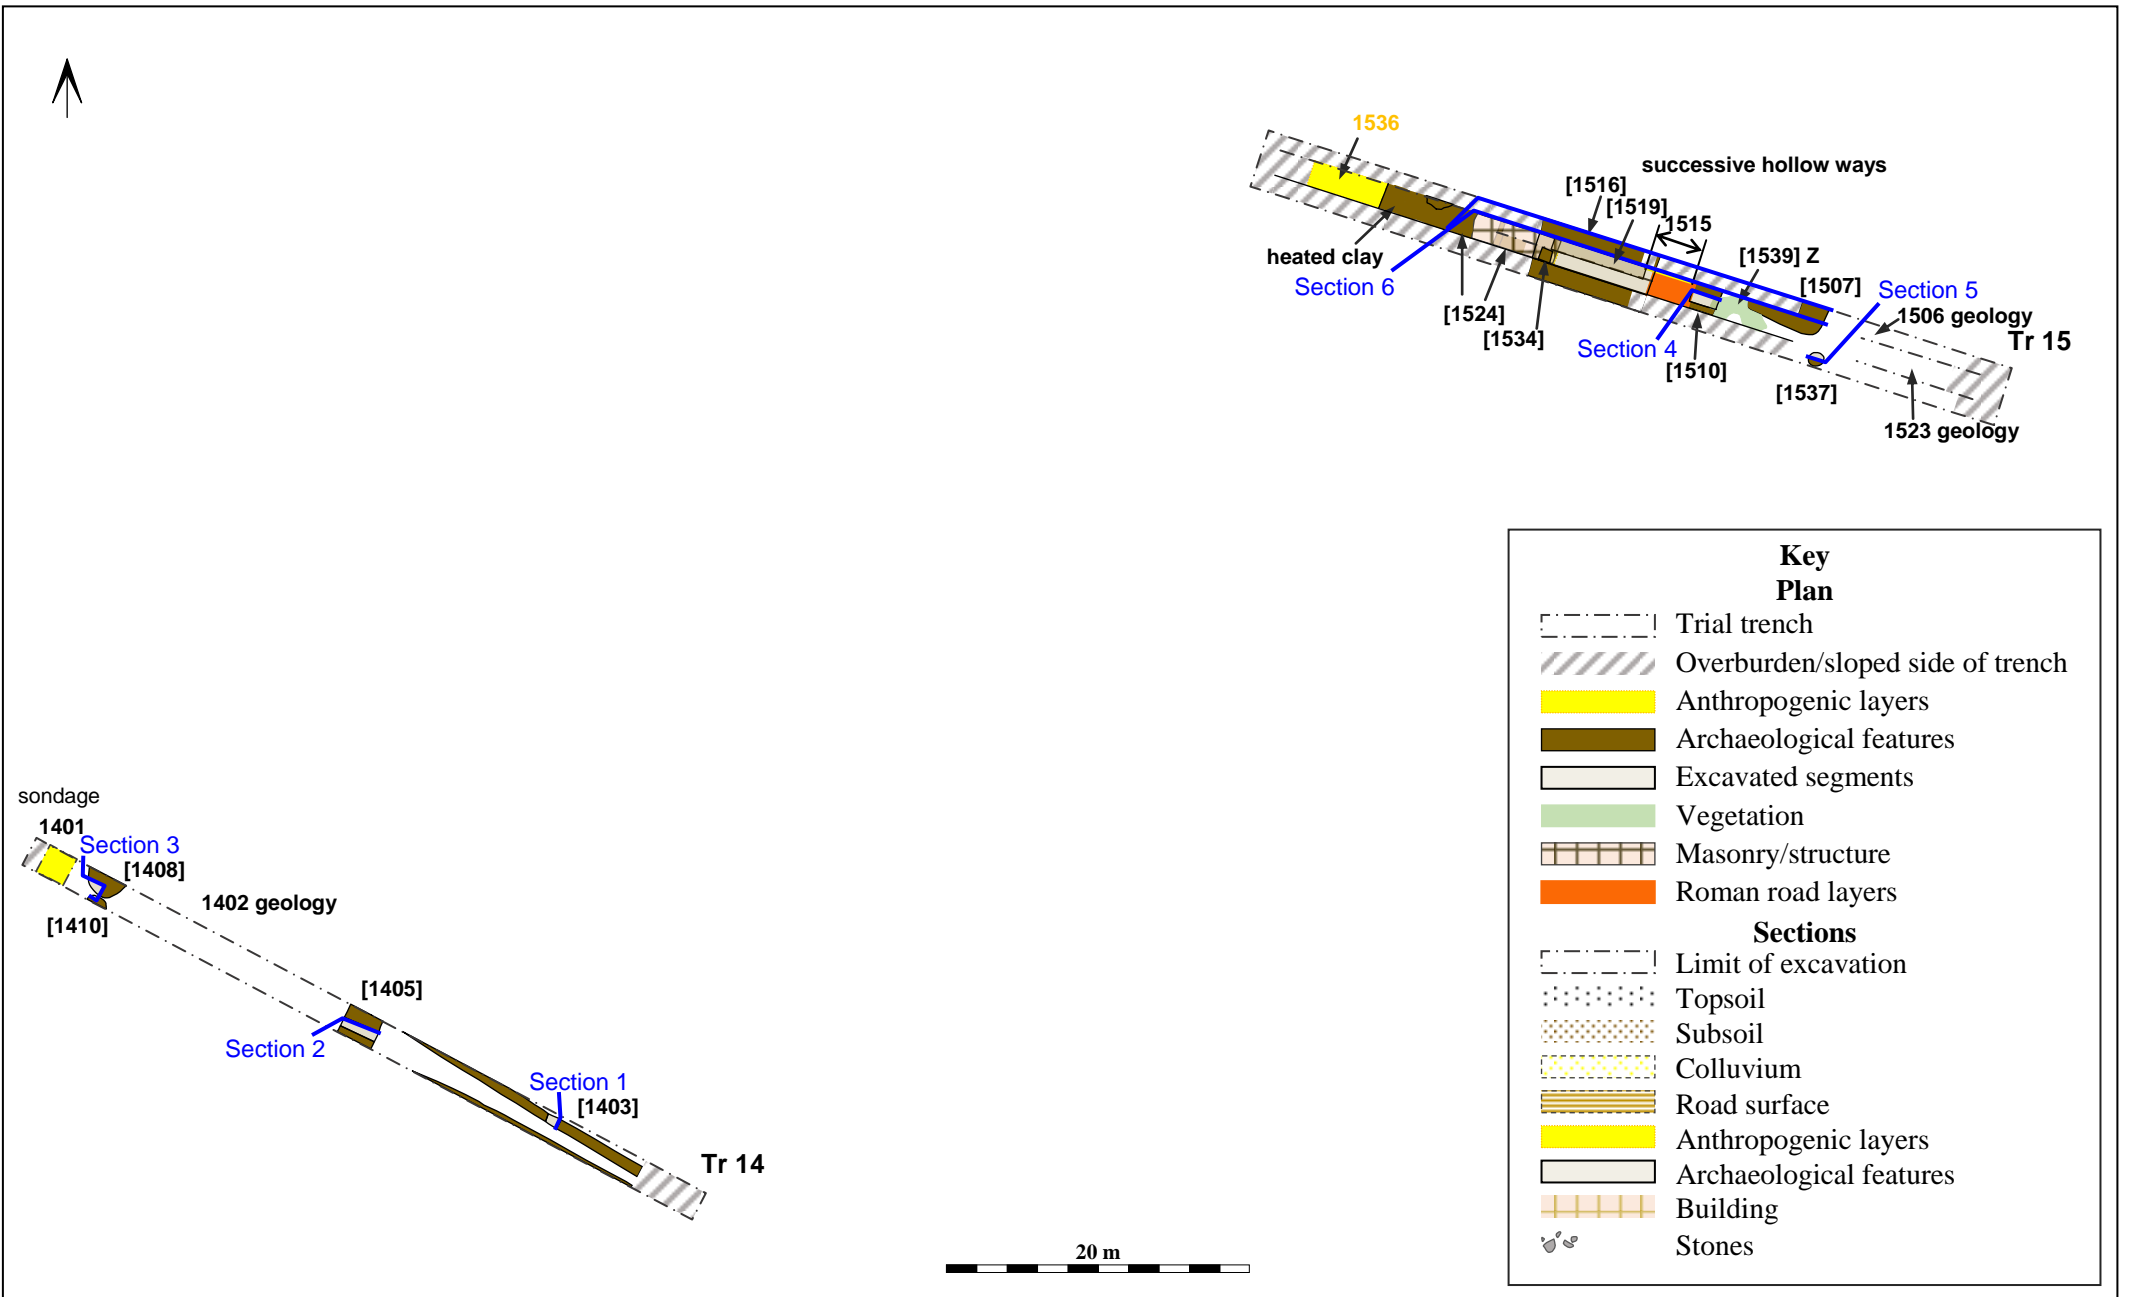 1536
successive hollow ways
[1516]
[1519]
1515
heated clay
Section 6
[1539] Z
[1507]
Section 5
1506 geology
Tr 15
[1524]
[1534]
Section 4
[1510]
[1537]
1523 geology
sondage
1401
Section 3
[1408]
[1410]
1402 geology
[1405]
Section 2
Section 1
[1403]
Tr 14
20 m
Key
Plan
Trial trench
Overburden/sloped side of trench
Anthropogenic layers
Archaeological features
Excavated segments
Vegetation
Masonry/structure
Roman road layers
Sections
Limit of excavation
Topsoil
Subsoil
Colluvium
Road surface
Anthropogenic layers
Archaeological features
Building
Stones